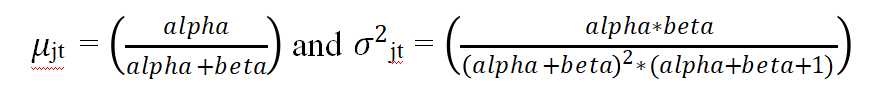 μjt = (alpha / alpha+beta) and σ²jt = (alpha*beta / (alpha+beta)²*(alpha+beta+1))